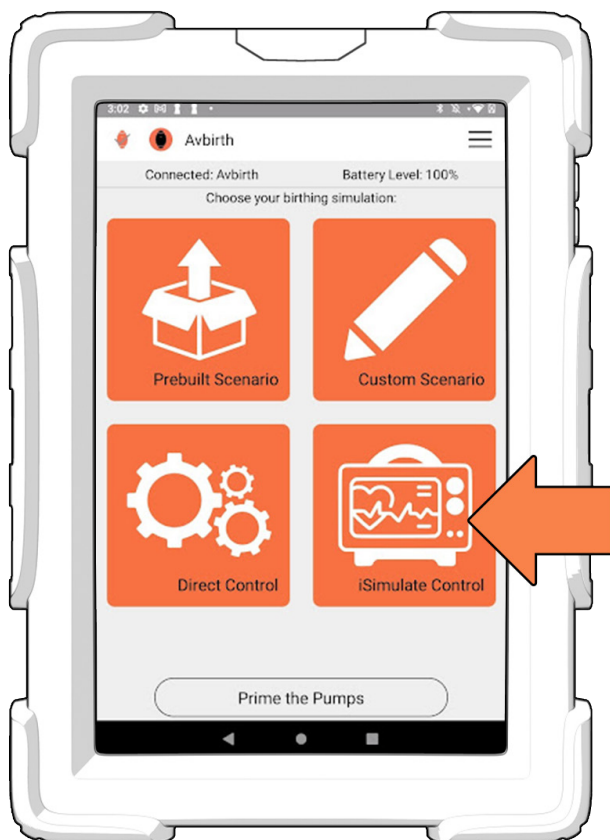 3:02
Avbirth
Connected: Avbirth Battery Level: 100%
Choose your birthing simulation:
Prebuilt Scenario Custom Scenario
Direct Control iSimulate Control
Prime the Pumps